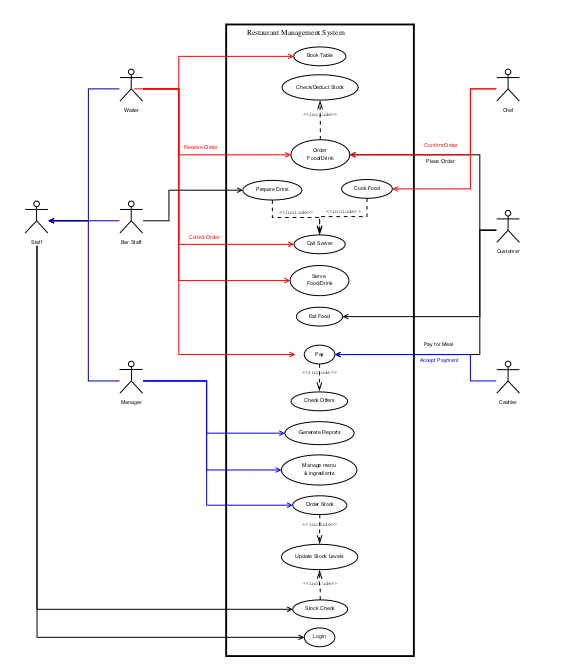 Restaurant Management System
Book Table
Check/Deduct Stock
<<include>>
Waiter
Chef
Receive Order
Order
Food/Drink
Confirm Order
Place Order
Prepare Drink
Cook Food
<<include>>
<<include>>
Staff
Bar Staff
Collect Order
Call Server
Customer
Serve
Food/Drink
Eat Food
Pay for Meal
Pay
Accept Payment
<<include>>
Manager
Check Offers
Cashier
Generate Reports
Manage menu
& ingredients
Order Stock
<<include>>
Update Stock Levels
<<include>>
Stock Check
Login